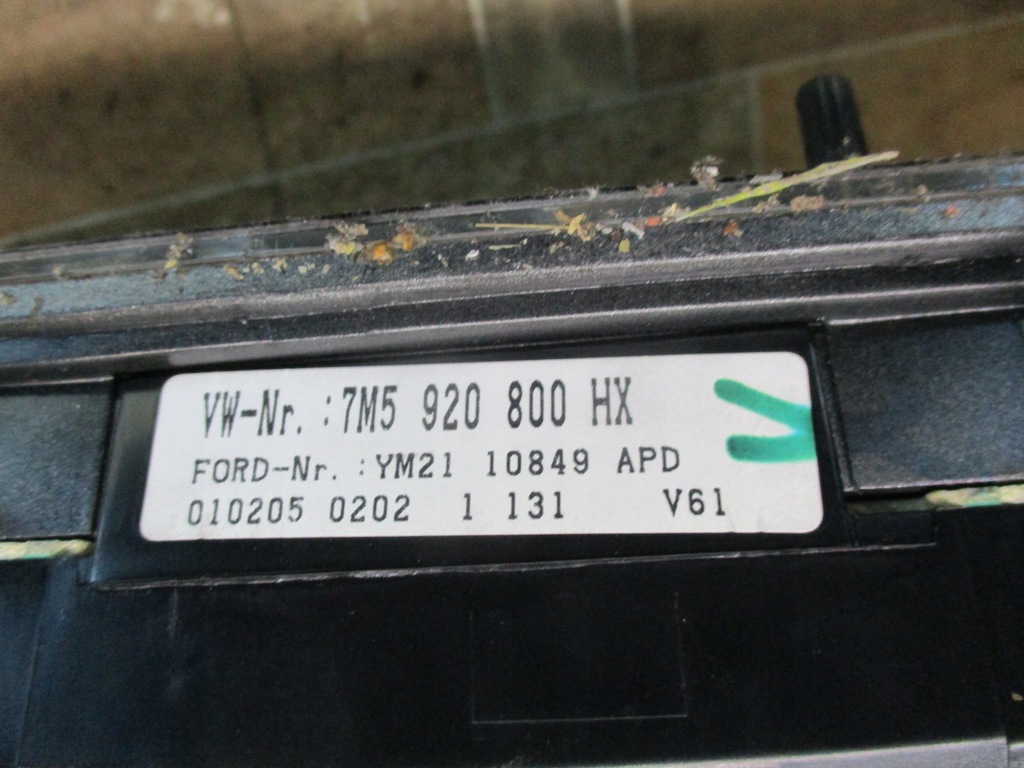 VW-Nr. :7M5 920 800 HX
FORD-Nr. :YM21 10849 APD
010205 0202 1 131 V61